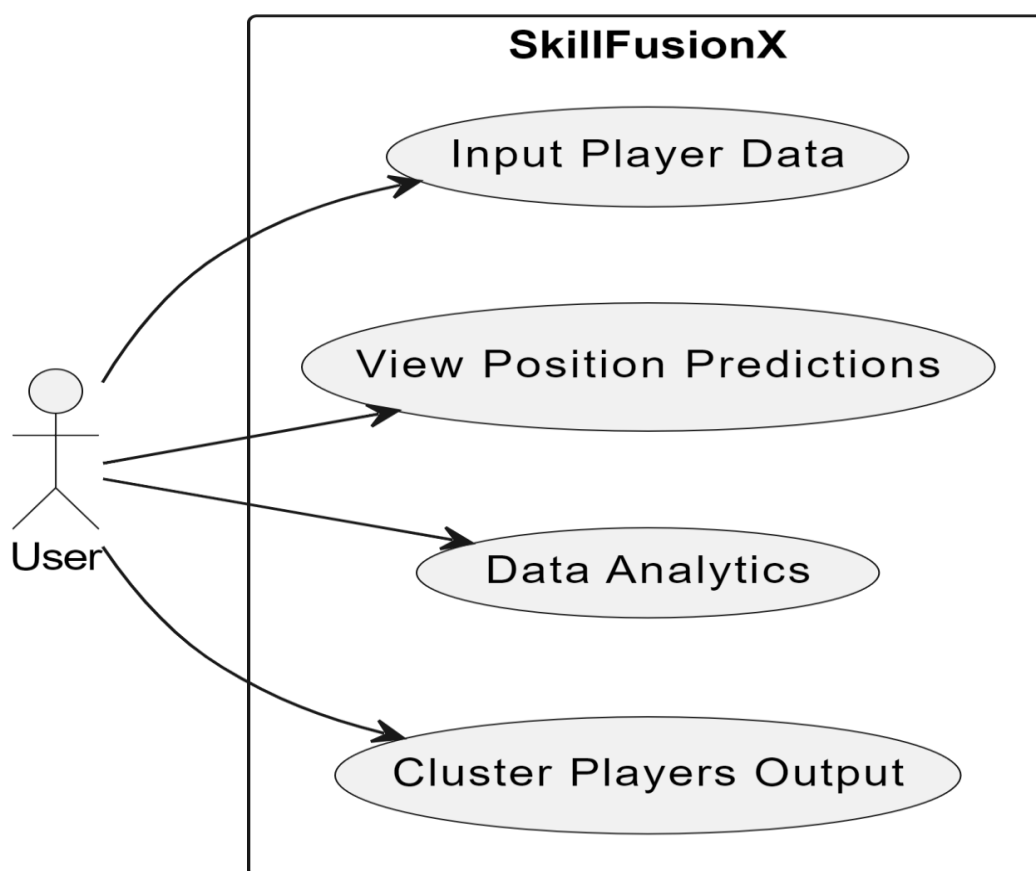 SkillFusionX
Input Player Data
View Position Predictions
Data Analytics
User
Cluster Players Output